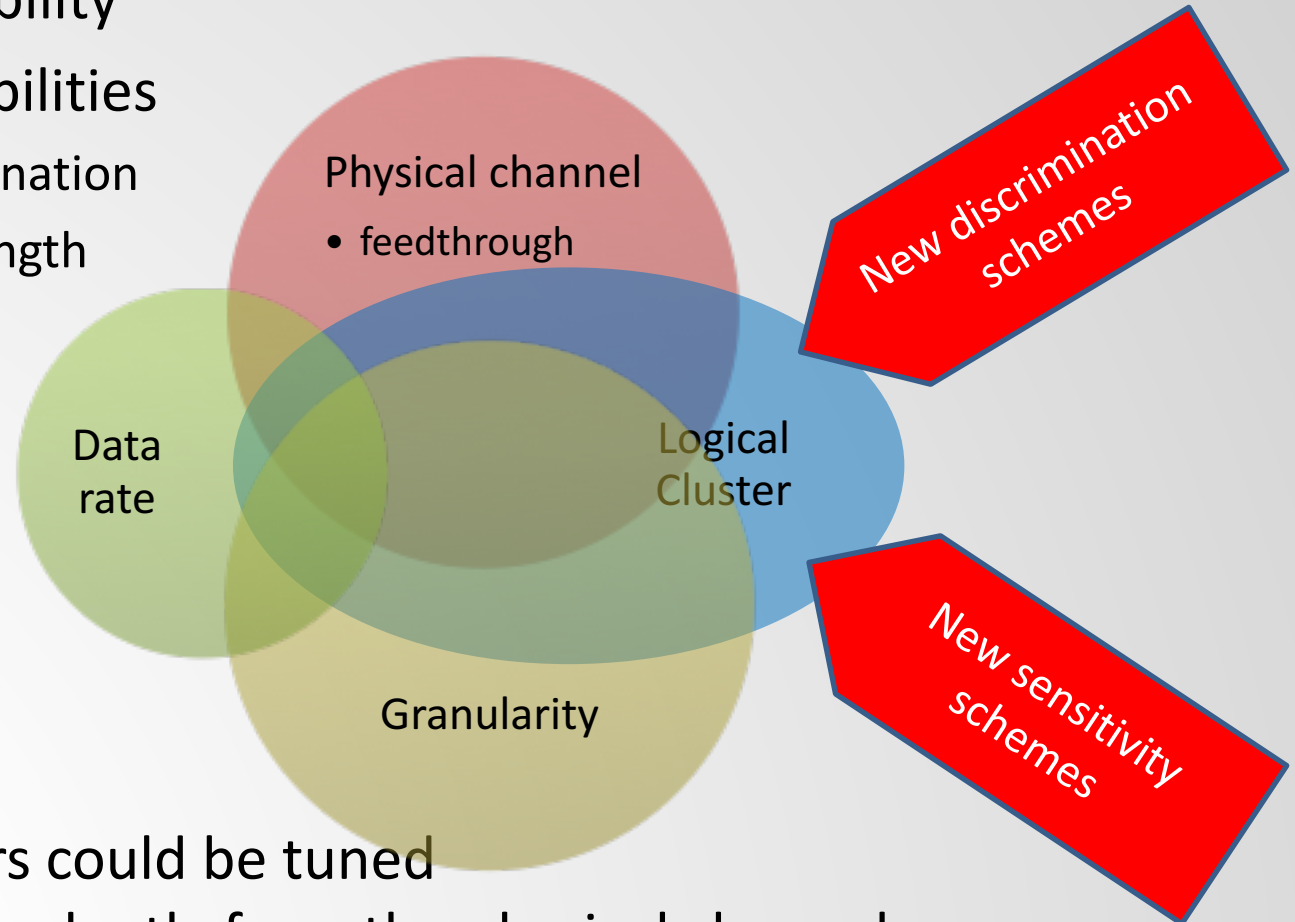 bility
bilities
nation
ngth
Physical channel
• feedthrough
New discrimination
schemes
Data
rate
Logical
Cluster
New sensitivity
schemes
Granularity
rs could be tuned